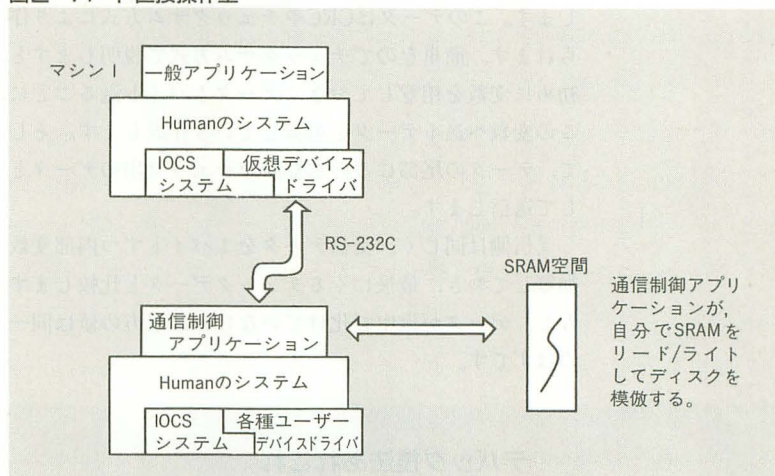 マシン I
一般アプリケーション
Humanのシステム
IOCS
システム
仮想デバイス
ドライバ
RS-232C
通信制御
アプリケーション
Humanのシステム
IOCS
システム
各種ユーザー
デバイスドライバ
SRAM空間
通信制御アプリ
ケーションが,
自分でSRAMを
リード/ライト
してディスクを
模倣する。